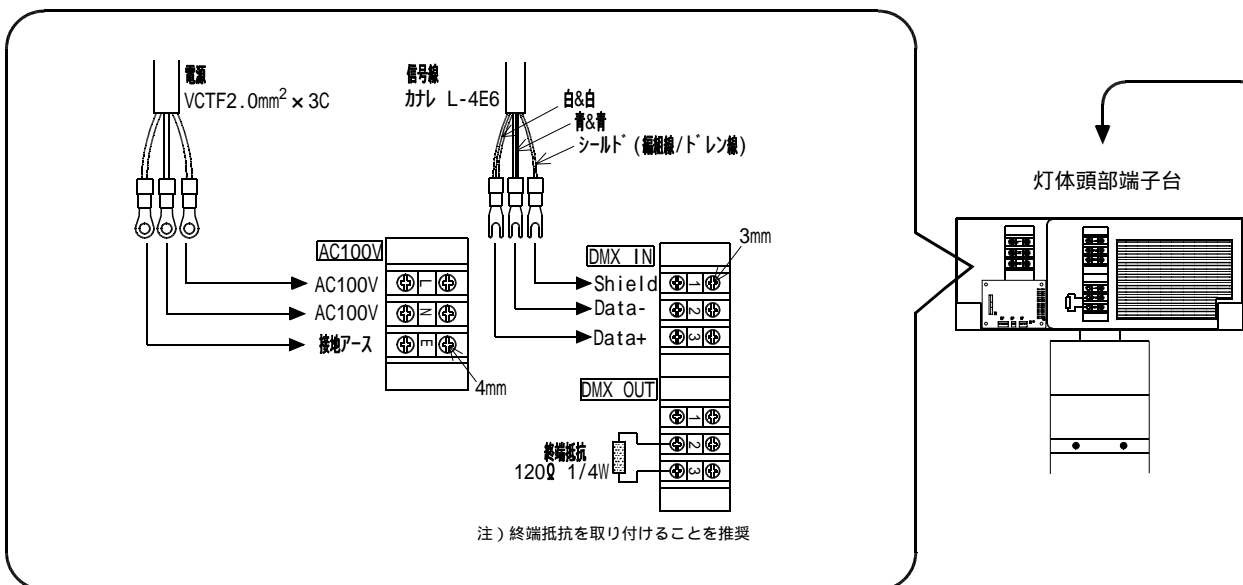 電源
VCTF2.0mm² × 3C
信号線
カナレ L-4E6
白&白
青&青
シールド (編組線/ドレン線)
AC100V
AC100V
AC100V
接地アース
L
N
E
4mm
DMX IN
Shield
Data-
Data+
1
2
3
3mm
DMX OUT
1
2
3
終端抵抗
120Ω 1/4W
注)終端抵抗を取り付けることを推奨
灯体頭部端子台